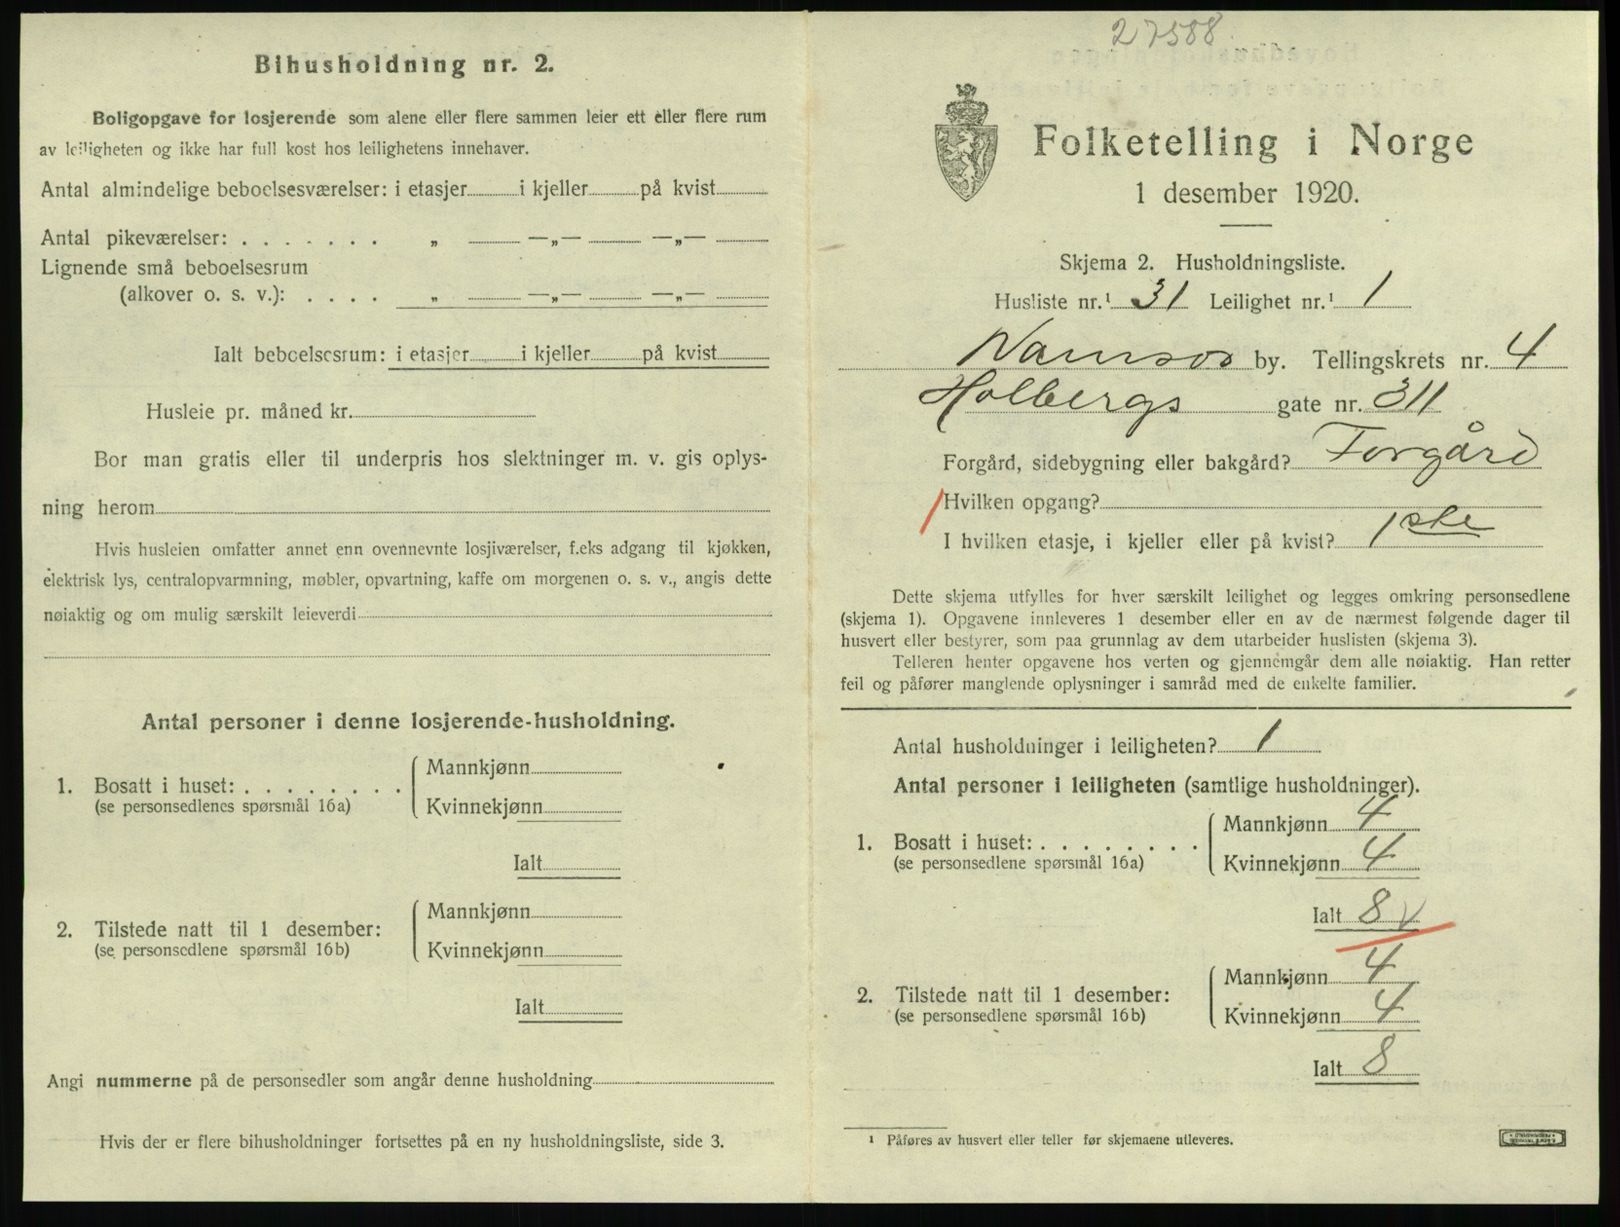 Bihusholdning nr. 2.
Boligopgave for losjerende som alene eller flere sammen leier ett eller flere rum
av leiligheten og ikke har full kost hos leilighetens innehaver.
Antal almindelige beboelsesværelser: i etasjer i kjeller på kvist
Antal pikeværelser: . . . . . . . „ —„— —„—
Lignende små beboelsesrum
(alkover o. s. v.): . . . . „ —„— —„—
Ialt beboelsesrum: i etasjer i kjeller på kvist
Husleie pr. måned kr.
Bor man gratis eller til underpris hos slektninger m. v. gis oplys-
ning herom
Hvis husleien omfatter annet enn ovennevnte losjiværelser, f.eks adgang til kjøkken,
elektrisk lys, centralopvarmning, møbler, opvartning, kaffe om morgenen o. s. v., angis dette
nøiaktig og om mulig særskilt leieverdi
Antal personer i denne losjerende-husholdning.
1. Bosatt i huset: . . . . . . . . Mannkjønn
(se personsedlenes spørsmål 16a) Kvinnekjønn
Ialt
2. Tilstede natt til 1 desember: Mannkjønn
(se personsedlene spørsmål 16b) Kvinnekjønn
Ialt
Angi nummerne på de personsedler som angår denne husholdning
Hvis der er flere bihusholdninger fortsettes på en ny husholdningsliste, side 3.
27588
Folketelling i Norge
1 desember 1920.
Skjema 2. Husholdningsliste.
Husliste nr.¹ 31 Leilighet nr.¹ 1
Namsos by. Tellingskrets nr. 4
Holbergs gate nr. 311
Forgård, sidebygning eller bakgård? Forgård
Hvilken opgang?
I hvilken etasje, i kjeller eller på kvist? 1ste
Dette skjema utfylles for hver særskilt leilighet og legges omkring personsedlene
(skjema 1). Opgavene innleveres 1 desember eller en av de nærmest følgende dager til
husvert eller bestyrer, som paa grunnlag av dem utarbeider huslisten (skjema 3).
Telleren henter opgavene hos verten og gjennemgår dem alle nøiaktig. Han retter
feil og påfører manglende oplysninger i samråd med de enkelte familier.
Antal husholdninger i leiligheten? 1
Antal personer i leiligheten (samtlige husholdninger).
1. Bosatt i huset: . . . . . . . . Mannkjønn 4
(se personsedlene spørsmål 16a) Kvinnekjønn 4
Ialt 8
2. Tilstede natt til 1 desember: Mannkjønn 4
(se personsedlene spørsmål 16b) Kvinnekjønn 4
Ialt 8
¹ Påføres av husvert eller teller før skjemaene utleveres.